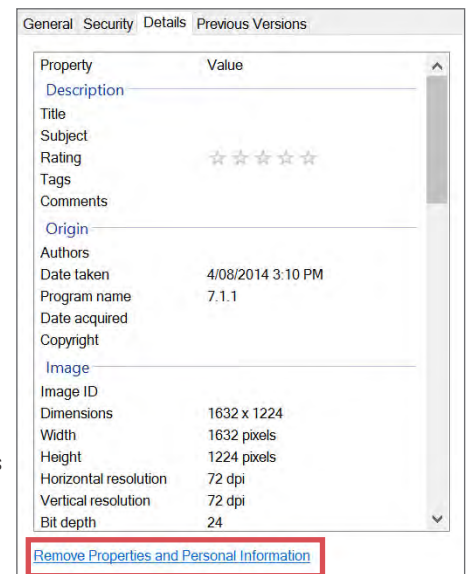 General Security Details Previous Versions
Property Value
Description
Title
Subject
Rating
Tags
Comments
Origin
Authors
Date taken 4/08/2014 3:10 PM
Program name 7.1.1
Date acquired
Copyright
Image
Image ID
Dimensions 1632 x 1224
Width 1632 pixels
Height 1224 pixels
s
Horizontal resolution 72 dpi
Vertical resolution 72 dpi
Bit depth 24
Remove Properties and Personal Information